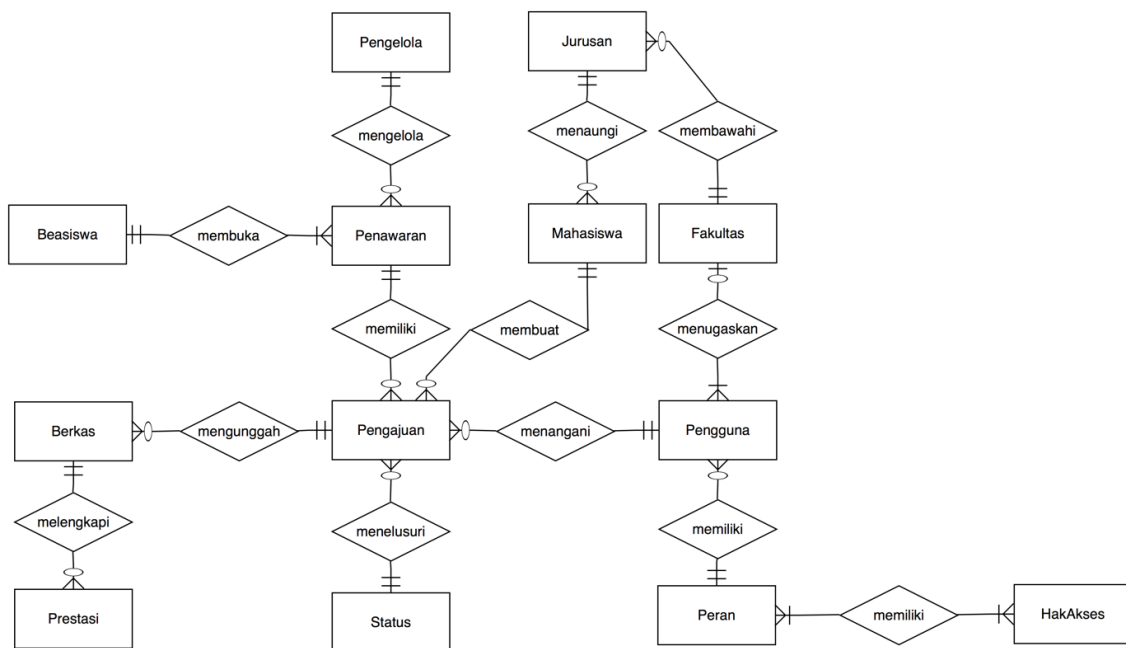 Pengelola
Jurusan
mengelola
menaungi
membawahi
Beasiswa
membuka
Penawaran
Mahasiswa
Fakultas
memiliki
membuat
menugaskan
Berkas
mengunggah
Pengajuan
menangani
Pengguna
melengkapi
menelusuri
memiliki
Prestasi
Status
Peran
memiliki
HakAkses